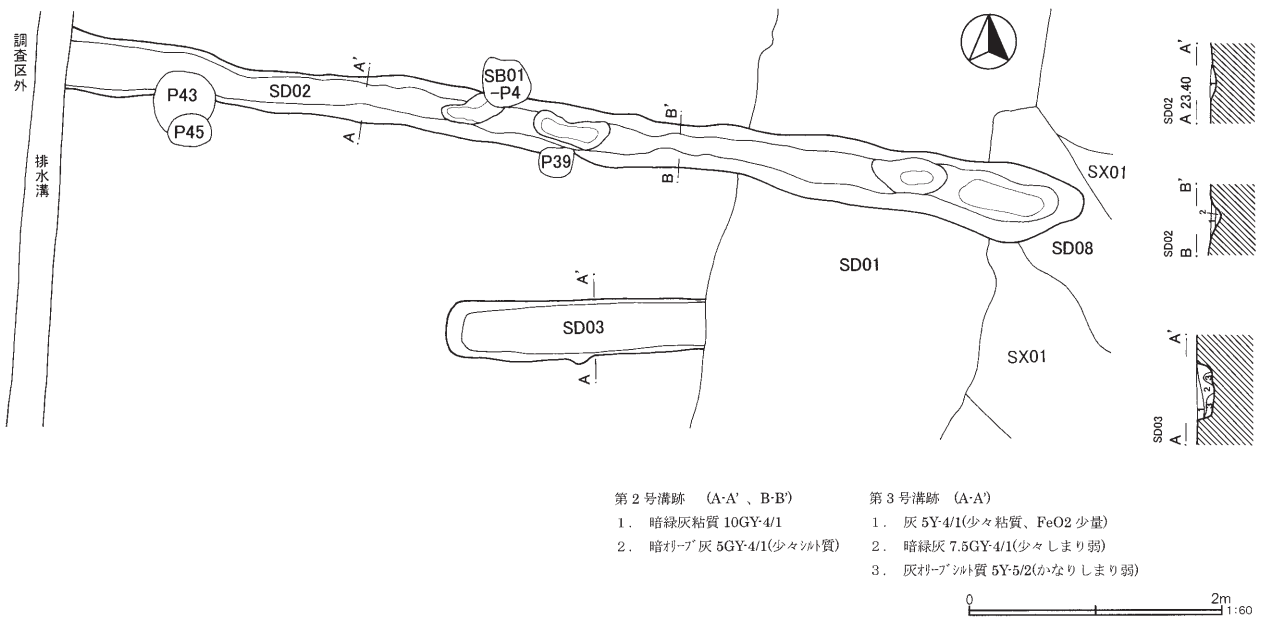 調査区外
排水溝
P43
P45
SD02
A'
A
SB01
-P4
P39
B'
B
SX01
SD08
SD01
SX01
A'
SD03
A
A'
23.40
A
SD02
B'
2
1
B
SD02
A'
3
2
1
A
SD03
第2号溝跡 (A-A' 、B-B')
1. 暗緑灰粘質 10GY-4/1
2. 暗ｵﾘｰﾌﾞ灰 5GY-4/1(少々ｼﾙﾄ質)
第3号溝跡 (A-A')
1. 灰 5Y-4/1(少々粘質、FeO2 少量)
2. 暗緑灰 7.5GY-4/1(少々しまり弱)
3. 灰ｵﾘｰﾌﾞｼﾙﾄ質 5Y-5/2(かなりしまり弱)
0 2m
1:60